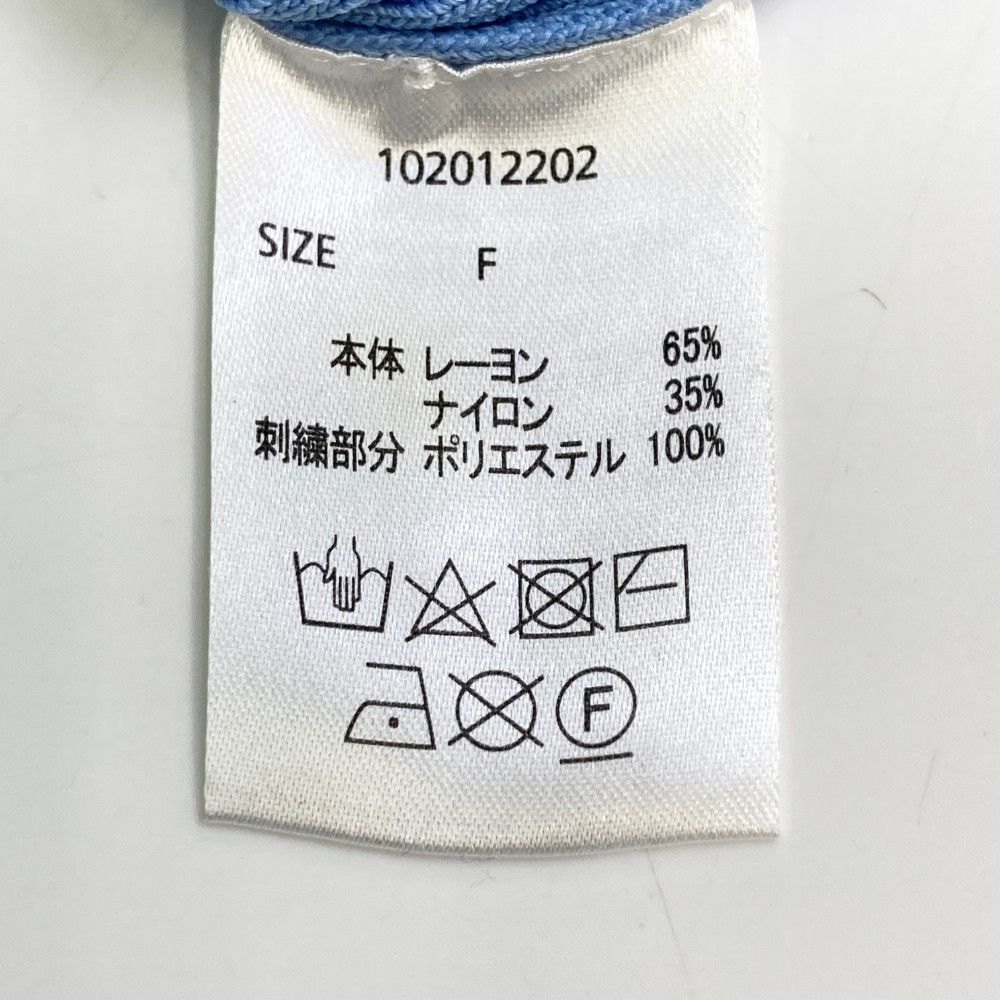 102012202
SIZE F
本体 レーヨン 65%
ナイロン 35%
刺繍部分 ポリエステル 100%
F